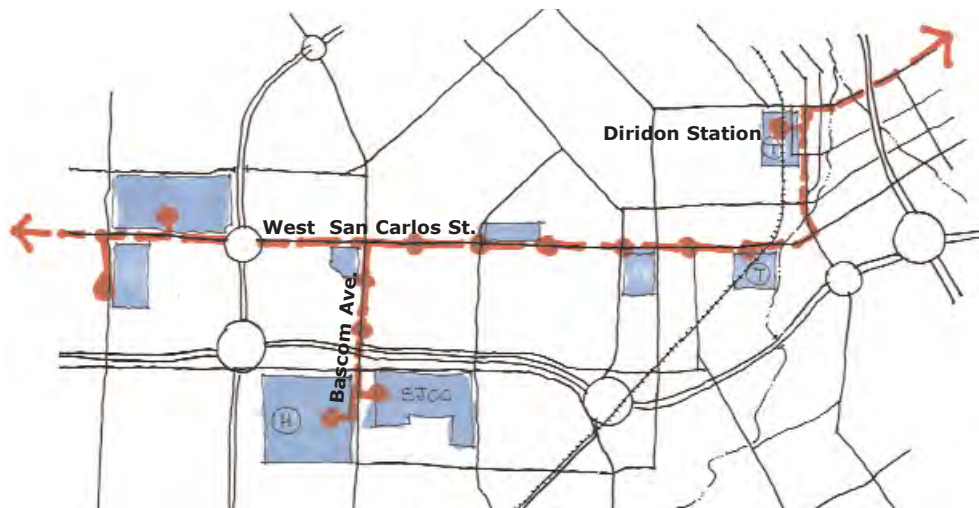 Diridon Station
T
West San Carlos St.
T
Bascom Ave.
SJCC
H